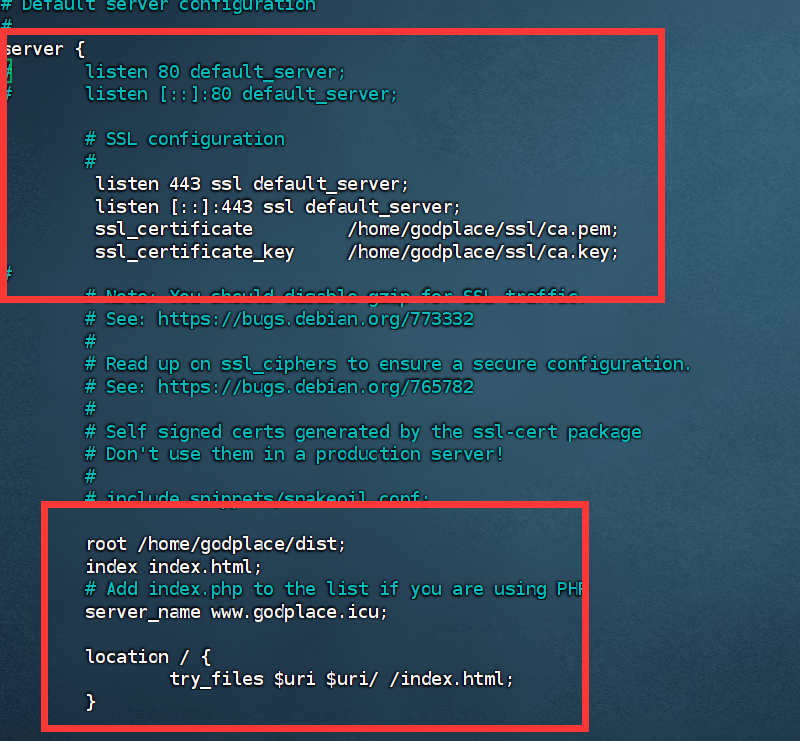 # Default server configuration
#
server {
#       listen 80 default_server;
#       listen [::]:80 default_server;
        # SSL configuration
        #
         listen 443 ssl default_server;
         listen [::]:443 ssl default_server;
         ssl_certificate         /home/godplace/ssl/ca.pem;
         ssl_certificate_key     /home/godplace/ssl/ca.key;
#
        # Note: You should disable gzip for SSL traffic.
        # See: https://bugs.debian.org/773332
        #
        # Read up on ssl_ciphers to ensure a secure configuration.
        # See: https://bugs.debian.org/765782
        #
        # Self signed certs generated by the ssl-cert package
        # Don't use them in a production server!
        #
        # include snippets/snakeoil.conf;
        root /home/godplace/dist;
        index index.html;
        # Add index.php to the list if you are using PHP
        server_name www.godplace.icu;
        location / {
                try_files $uri $uri/ /index.html;
        }